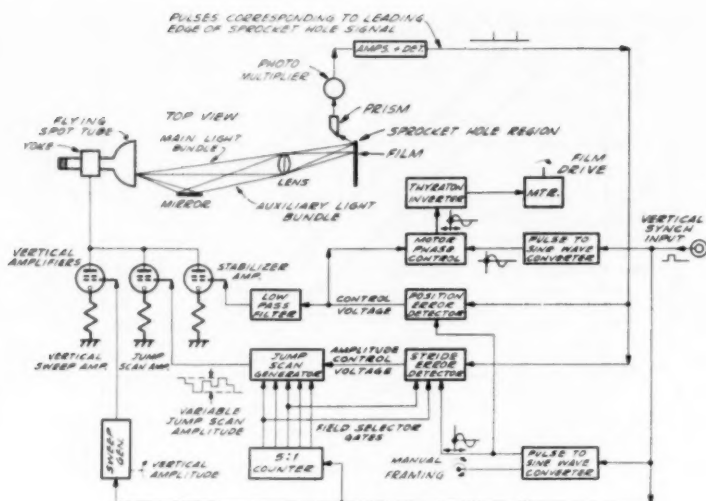 PULSES CORRESPONDING TO LEADING
EDGE OF SPROCKET HOLE SIGNAL
AMPS. + DET.
PHOTO
MULTIPLIER
PRISM
SPROCKET HOLE REGION
FILM
FLYING
SPOT TUBE
YOKE
TOP VIEW
MAIN LIGHT
BUNDLE
LENS
MIRROR
AUXILIARY LIGHT
BUNDLE
FILM
DRIVE
THYRATON
INVERTER
MTR.
VERTICAL
SYNCH
INPUT
VERTICAL
AMPLIFIERS
STABILIZER
AMP.
MOTOR
PHASE
CONTROL
PULSE TO
SINE WAVE
CONVERTER
LOW
PASS
FILTER
CONTROL
VOLTAGE
POSITION
ERROR
DETECTOR
VERTICAL
SWEEP AMP.
JUMP
SCAN AMP.
JUMP
SCAN
GENERATOR
AMPLITUDE
CONTROL
VOLTAGE
STRIDE
ERROR
DETECTOR
VARIABLE
JUMP SCAN
AMPLITUDE
FIELD SELECTOR
GATES
SWEEP GEN.
VERTICAL
AMPLITUDE
5:1
COUNTER
MANUAL
FRAMING
PULSE TO
SINE WAVE
CONVERTER